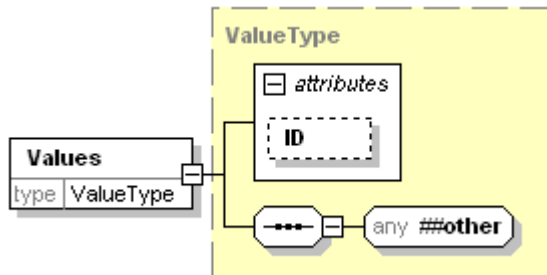 ValueType
attributes
ID
Values
type ValueType
any ##other